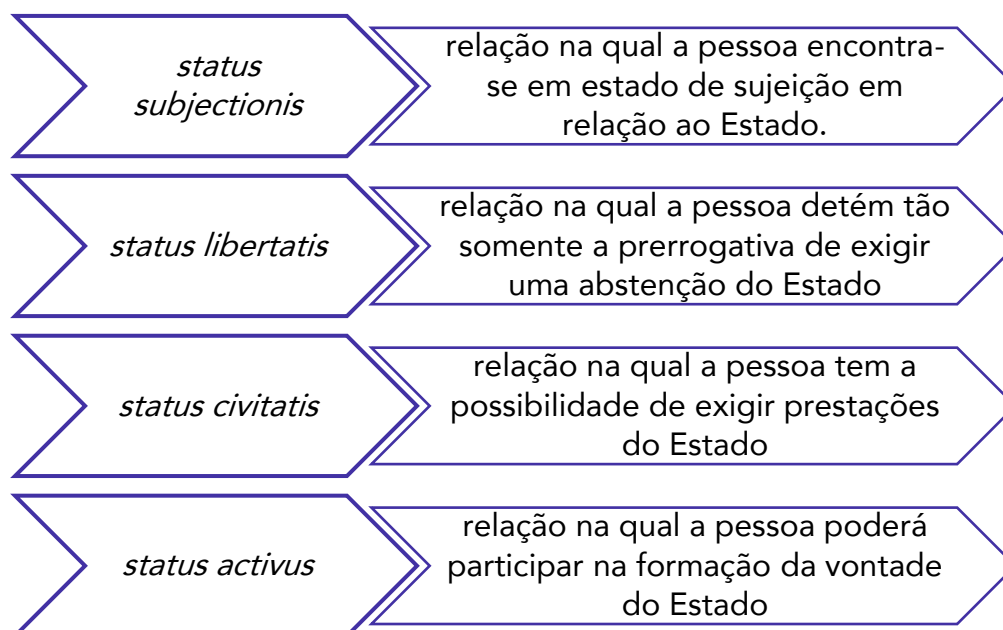 status
subjectionis
relação na qual a pessoa encontra-
se em estado de sujeição em
relação ao Estado.
status libertatis
relação na qual a pessoa detém tão
somente a prerrogativa de exigir
uma abstenção do Estado
status civitatis
relação na qual a pessoa tem a
possibilidade de exigir prestações
do Estado
status activus
relação na qual a pessoa poderá
participar na formação da vontade
do Estado